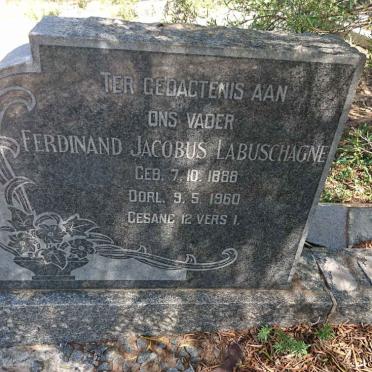 TER GEDACTENIS AAN
ONS VADER
FERDINAND JACOBUS LABUSCHAGNE
GEB. 7.10.1888
OORL. 9.5.1960
GESANG 12 VERS 1.